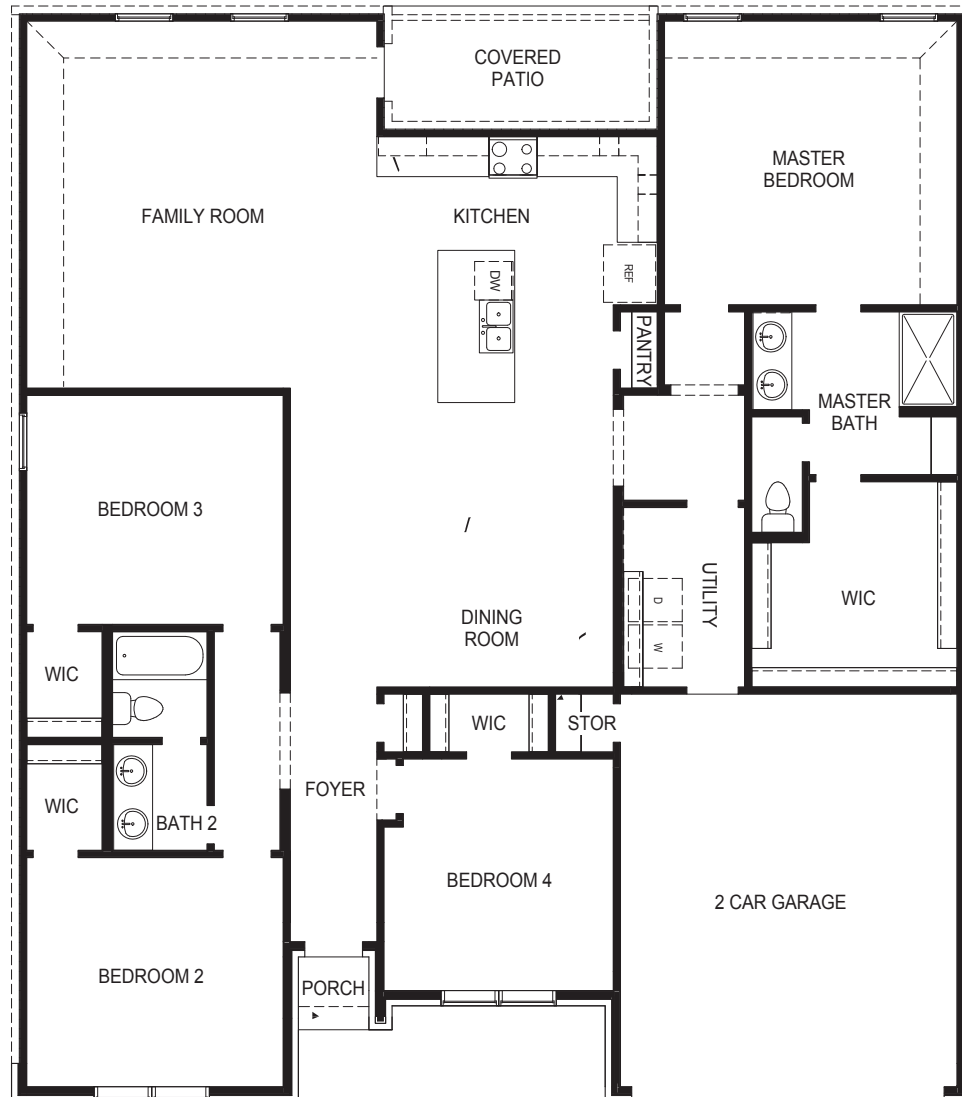 COVERED
PATIO
MASTER
BEDROOM
FAMILY ROOM
KITCHEN
REF
DW
PANTRY
MASTER
BATH
BEDROOM 3
UTILITY
WIC
D
W
DINING
ROOM
WIC
WIC
STOR
WIC
FOYER
BATH 2
BEDROOM 4
2 CAR GARAGE
BEDROOM 2
PORCH